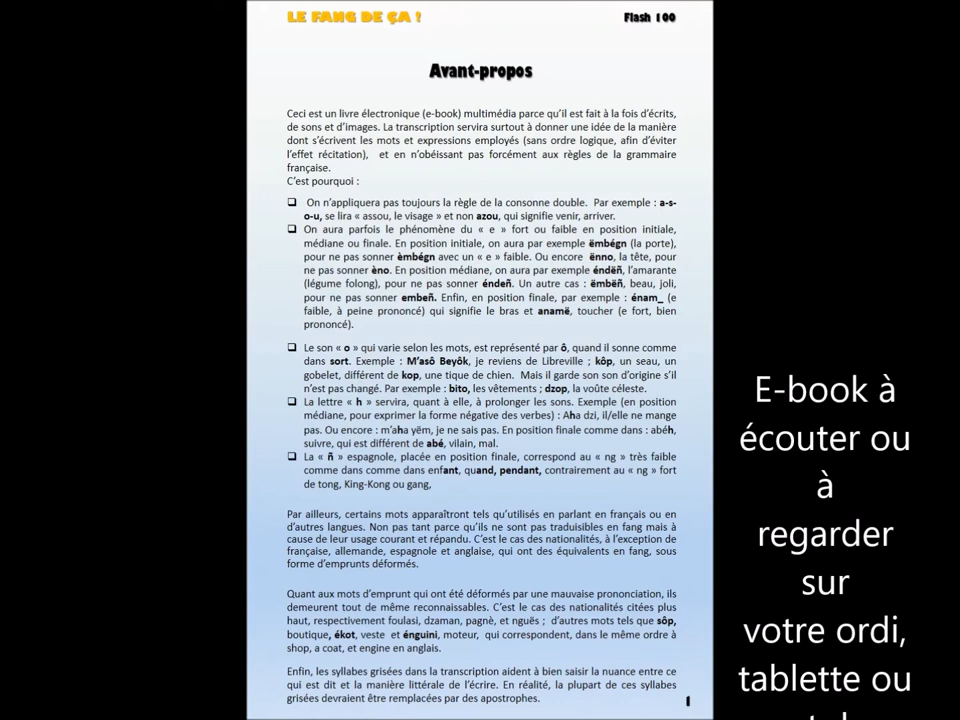 LE FANG DE ÇA !
Flash 100
Avant-propos
Ceci est un livre électronique (e-book) multimédia parce qu'il est fait à la fois d'écrits,
de sons et d'images. La transcription servira surtout à donner une idée de la manière
dont s'écrivent les mots et expressions employés (sans ordre logique, afin d'éviter
l'effet récitation), et en n'obéissant pas forcément aux règles de la grammaire
française.
C'est pourquoi :
❑ On n'appliquera pas toujours la règle de la consonne double. Par exemple : a-s-
o-u, se lira « assou, le visage » et non azou, qui signifie venir, arriver.
❑ On aura parfois le phénomène du « e » fort ou faible en position initiale,
médiane ou finale. En position initiale, on aura par exemple ëmbégn (la porte),
pour ne pas sonner èmbégn avec un « e » faible. Ou encore ënno, la tête, pour
ne pas sonner èno. En position médiane, on aura par exemple éndëñ, l'amarante
(légume folong), pour ne pas sonner éndeñ. Un autre cas : ëmbëñ, beau, joli,
pour ne pas sonner embeñ. Enfin, en position finale, par exemple : énam_ (e
faible, à peine prononcé) qui signifie le bras et anamë, toucher (e fort, bien
prononcé).
❑ Le son « o » qui varie selon les mots, est représenté par ô, quand il sonne comme
dans sort. Exemple : M'asô Beyôk, je reviens de Libreville ; kôp, un seau, un
gobelet, différent de kop, une tique de chien. Mais il garde son son d'origine s'il
n'est pas changé. Par exemple : bito, les vêtements ; dzop, la voûte céleste.
❑ La lettre « h » servira, quant à elle, à prolonger les sons. Exemple (en position
médiane, pour exprimer la forme négative des verbes) : Aha dzi, il/elle ne mange
pas. Ou encore : m'aha yëm, je ne sais pas. En position finale comme dans : abéh,
suivre, qui est différent de abé, vilain, mal.
❑ La « ñ » espagnole, placée en position finale, correspond au « ng » très faible
comme dans comme dans enfant, quand, pendant, contrairement au « ng » fort
de tong, King-Kong ou gang,
Par ailleurs, certains mots apparaîtront tels qu'utilisés en parlant en français ou en
d'autres langues. Non pas tant parce qu'ils ne sont pas traduisibles en fang mais à
cause de leur usage courant et répandu. C'est le cas des nationalités, à l'exception de
française, allemande, espagnole et anglaise, qui ont des équivalents en fang, sous
forme d'emprunts déformés.
Quant aux mots d'emprunt qui ont été déformés par une mauvaise prononciation, ils
demeurent tout de même reconnaissables. C'est le cas des nationalités citées plus
haut, respectivement foulasi, dzaman, pagnè, et nguës ; d'autres mots tels que sôp,
boutique, ékot, veste et énguini, moteur, qui correspondent, dans le même ordre à
shop, a coat, et engine en anglais.
Enfin, les syllabes grisées dans la transcription aident à bien saisir la nuance entre ce
qui est dit et la manière littérale de l'écrire. En réalité, la plupart de ces syllabes
grisées devraient être remplacées par des apostrophes.
1
E-book à
écouter ou
à
regarder
sur
votre ordi,
tablette ou